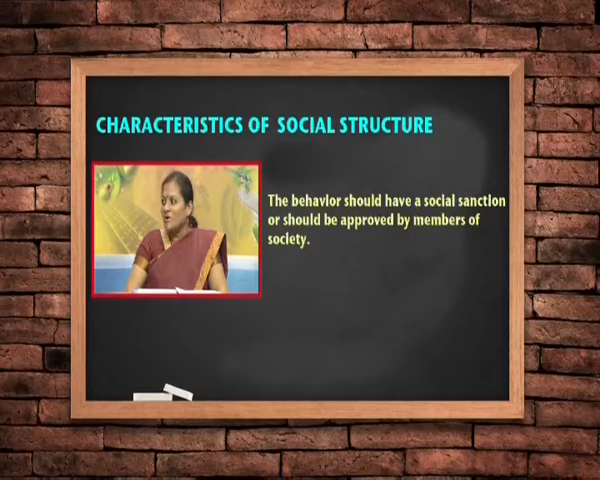 CHARACTERISTICS OF SOCIAL STRUCTURE
The behavior should have a social sanction
or should be approved by members of
society.